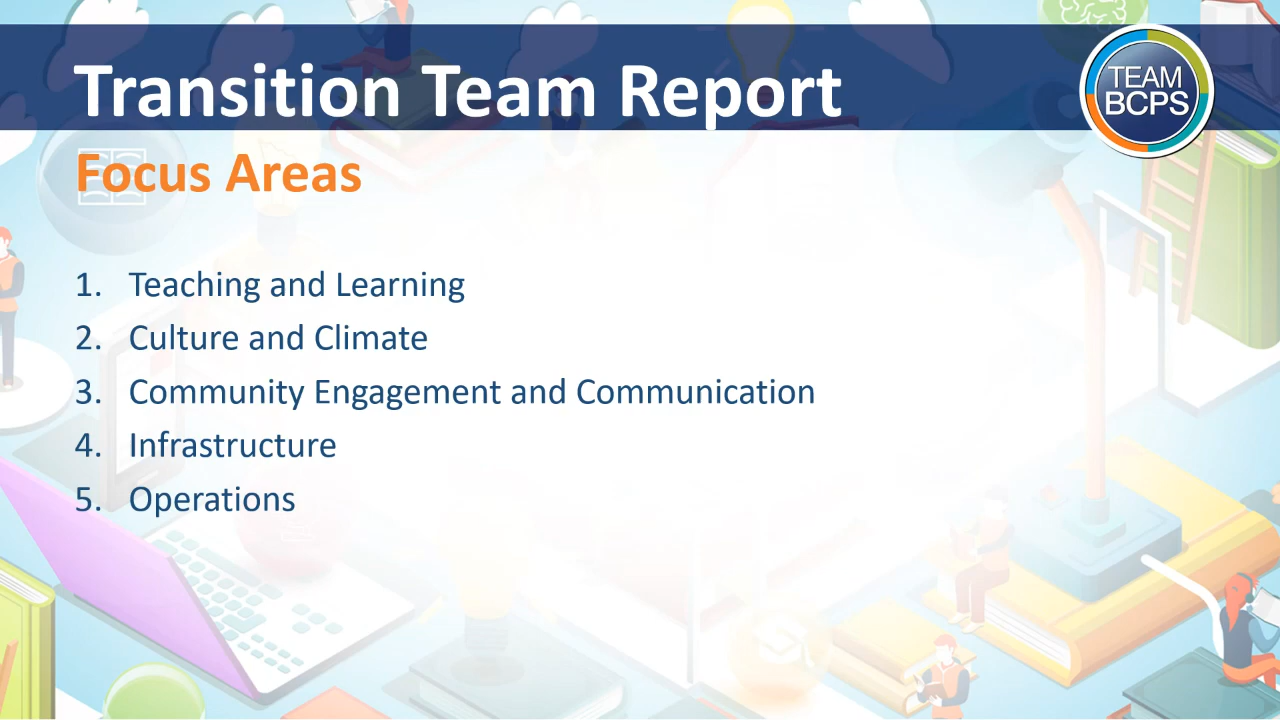 Transition Team Report
TEAM
BCPS
Focus Areas
1. Teaching and Learning
2. Culture and Climate
3. Community Engagement and Communication
4. Infrastructure
5. Operations